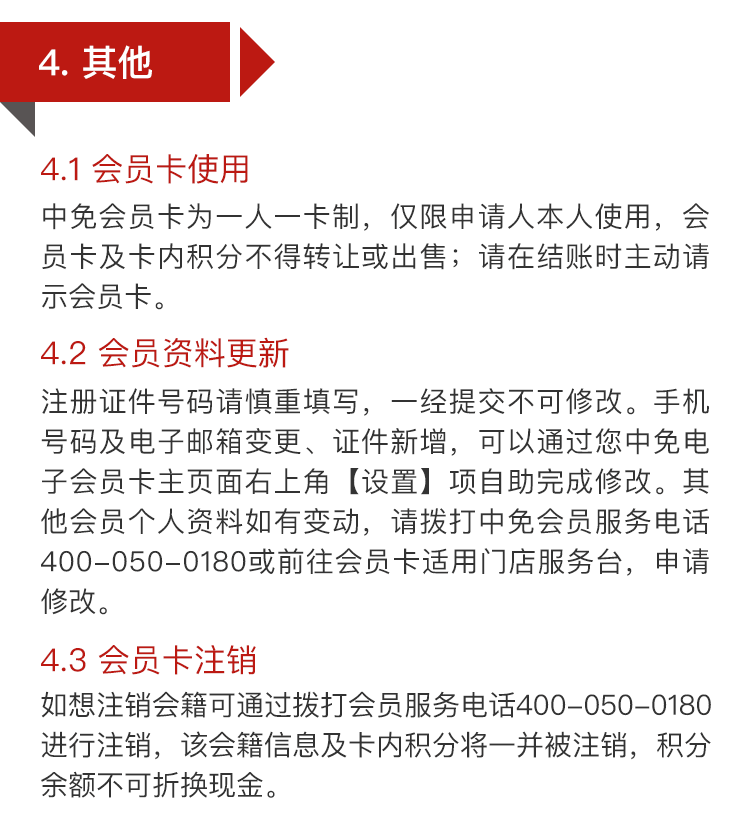 4. 其他
4.1 会员卡使用
中免会员卡为一人一卡制，仅限申请人本人使用，会
员卡及卡内积分不得转让或出售；请在结账时主动请
示会员卡。
4.2 会员资料更新
注册证件号码请慎重填写，一经提交不可修改。手机
号码及电子邮箱变更、证件新增，可以通过您中免电
子会员卡主页面右上角【设置】项自助完成修改。其
他会员个人资料如有变动，请拨打中免会员服务电话
400-050-0180或前往会员卡适用门店服务台，申请
修改。
4.3 会员卡注销
如想注销会籍可通过拨打会员服务电话400-050-0180
进行注销，该会籍信息及卡内积分将一并被注销，积分
余额不可折换现金。